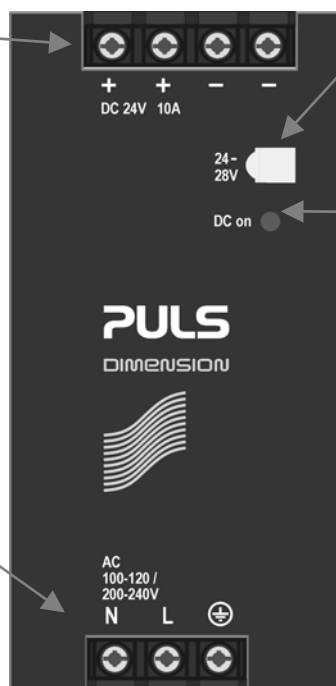 + + − −
DC 24V 10A
24 –
28V
DC on
PULS
DIMENSION
AC
100-120 /
200-240V
N L